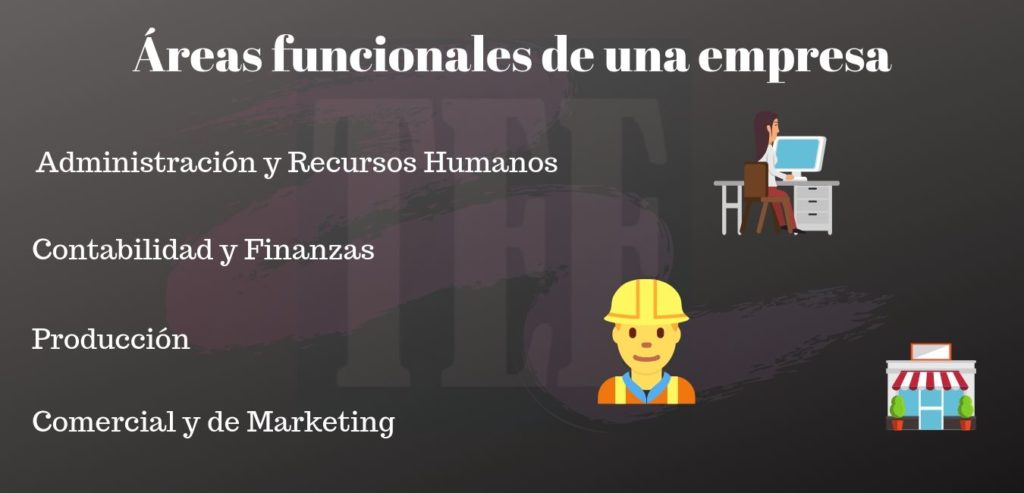 Áreas funcionales de una empresa
Administración y Recursos Humanos
Contabilidad y Finanzas
Producción
Comercial y de Marketing